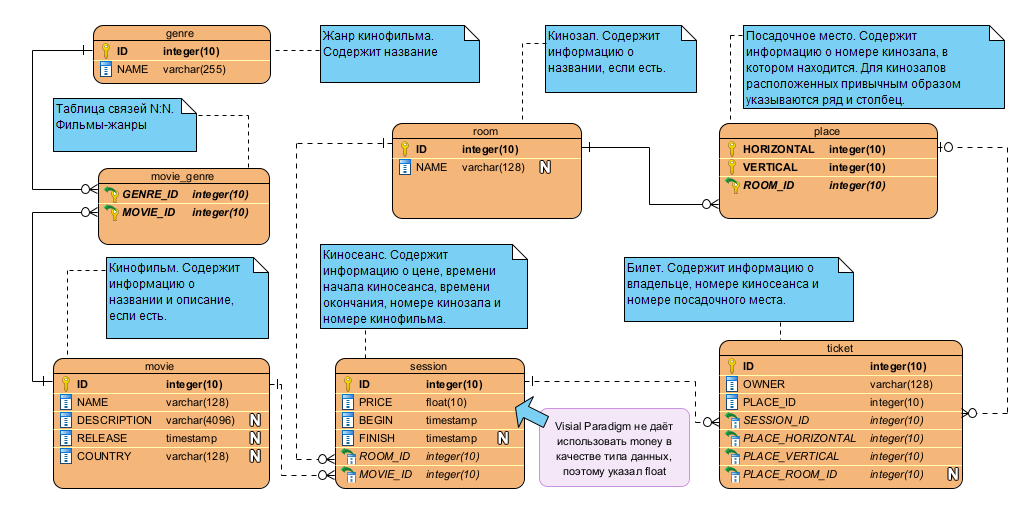 genre
ID integer(10)
NAME varchar(255)
Жанр кинофильма.
Содержит название
Кинозал. Содержит
информацию о
названии, если есть.
Посадочное место. Содержит
информацию о номере кинозала, в
котором находится. Для кинозалов
расположенных привычным образом
указываются ряд и столбец.
Таблица связей N:N.
Фильмы-жанры
room
ID integer(10)
NAME varchar(128) N
place
HORIZONTAL integer(10)
VERTICAL integer(10)
ROOM_ID integer(10)
movie_genre
GENRE_ID integer(10)
MOVIE_ID integer(10)
Кинофильм. Содержит
информацию о
названии и описание,
если есть.
Киносеанс. Содержит
информацию о цене, времени
начала киносеанса, времени
окончания, номере кинозала и
номере кинофильма.
Билет. Содержит информацию о
владельце, номере киносеанса и
номере посадочного места.
movie
ID integer(10)
NAME varchar(128)
DESCRIPTION varchar(4096) N
RELEASE timestamp N
COUNTRY varchar(128) N
session
ID integer(10)
PRICE float(10)
BEGIN timestamp
FINISH timestamp N
ROOM_ID integer(10)
MOVIE_ID integer(10)
Visial Paradigm не даёт
использовать money в
качестве типа данных,
поэтому указал float
ticket
ID integer(10)
OWNER varchar(128)
PLACE_ID integer(10)
SESSION_ID integer(10)
PLACE_HORIZONTAL integer(10)
PLACE_VERTICAL integer(10)
PLACE_ROOM_ID integer(10) N